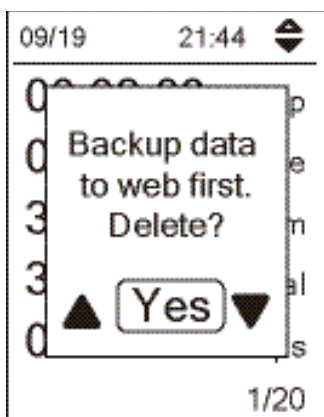 09/19 21:44
Backup data
to web first.
Delete?
Yes
1/20